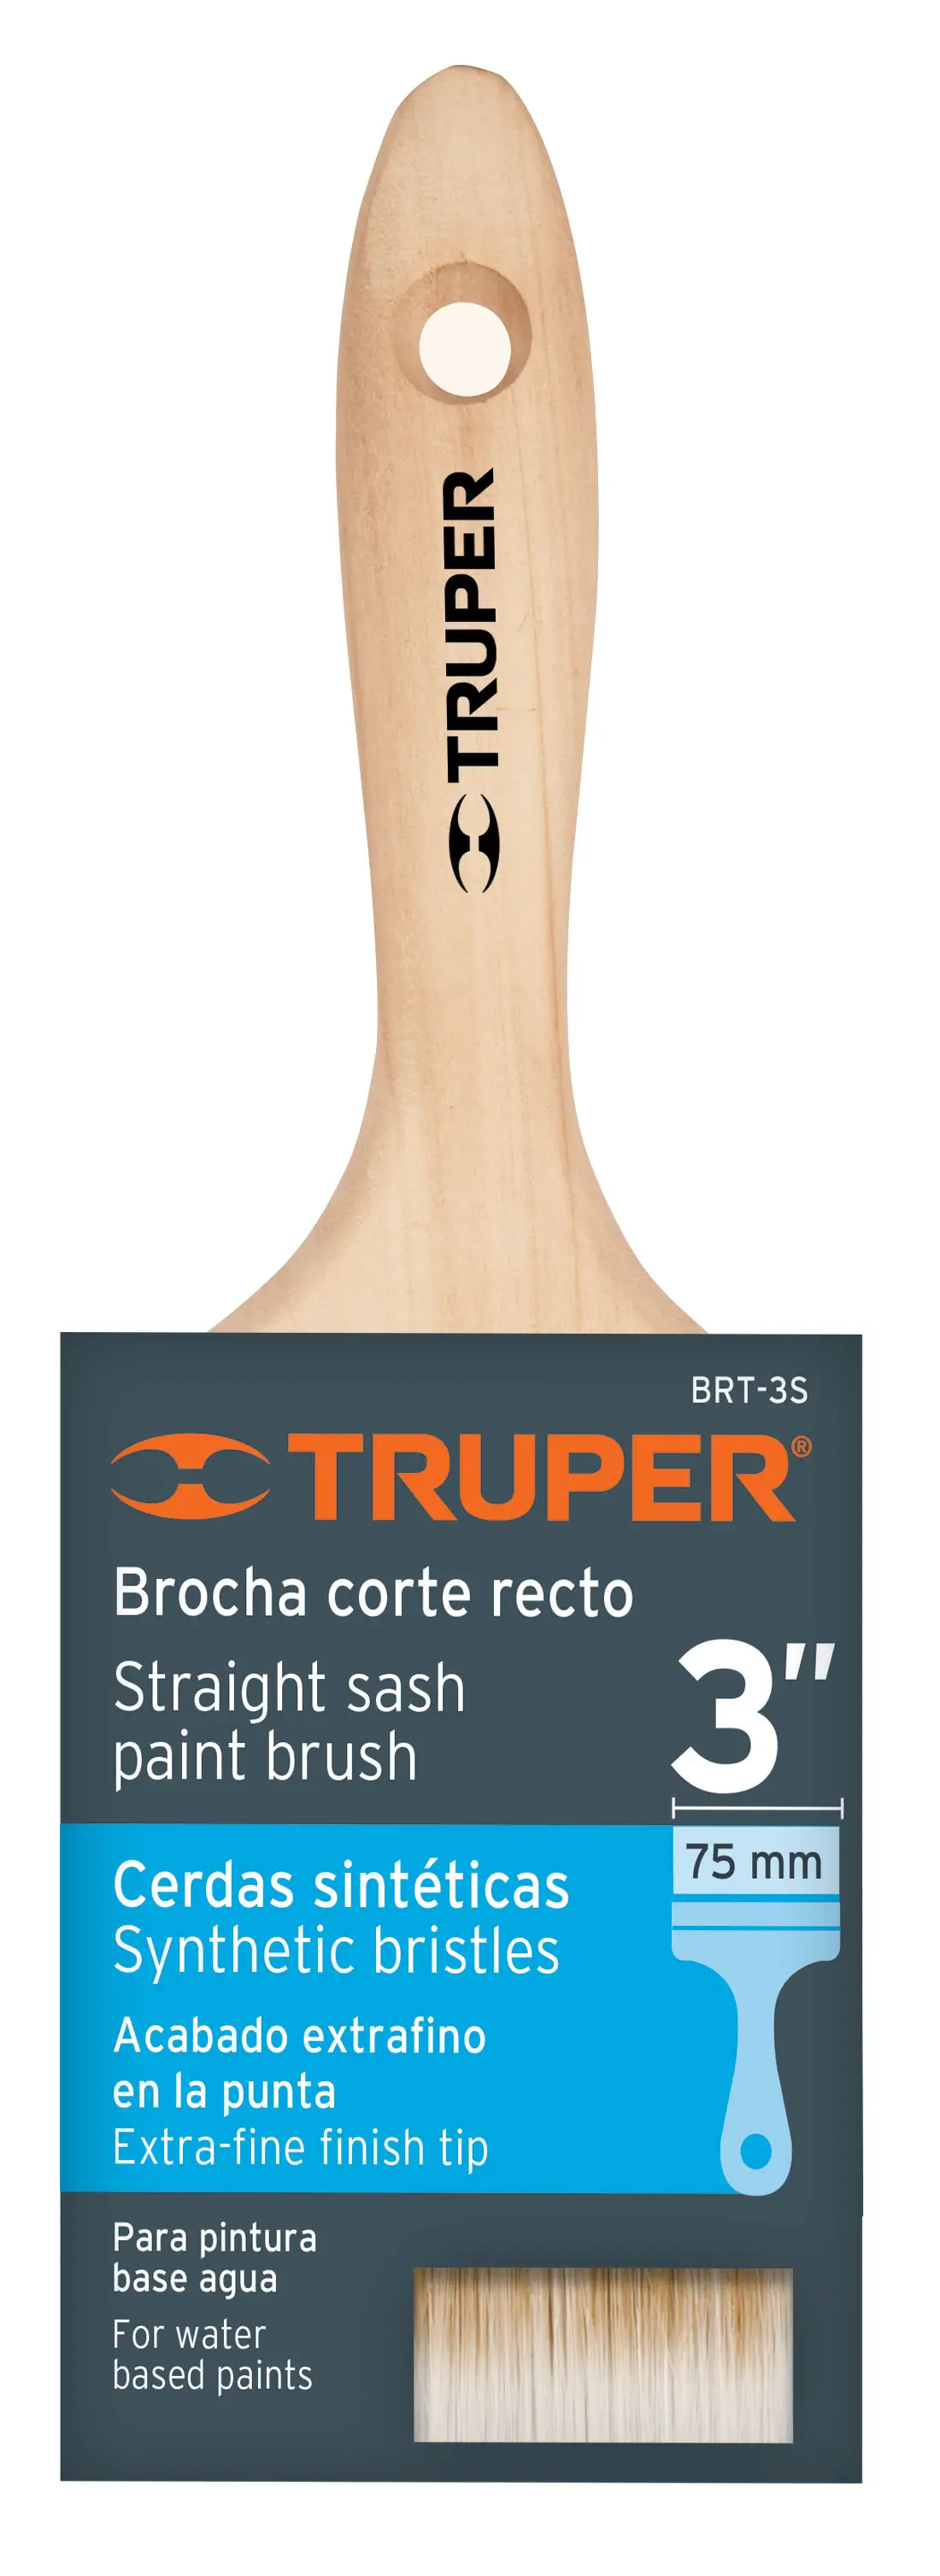 TRUPER
BRT-3S
TRUPER®
Brocha corte recto
Straight sash
paint brush
3"
75 mm
Cerdas sintéticas
Synthetic bristles
Acabado extrafino
en la punta
Extra-fine finish tip
Para pintura
base agua
For water
based paints